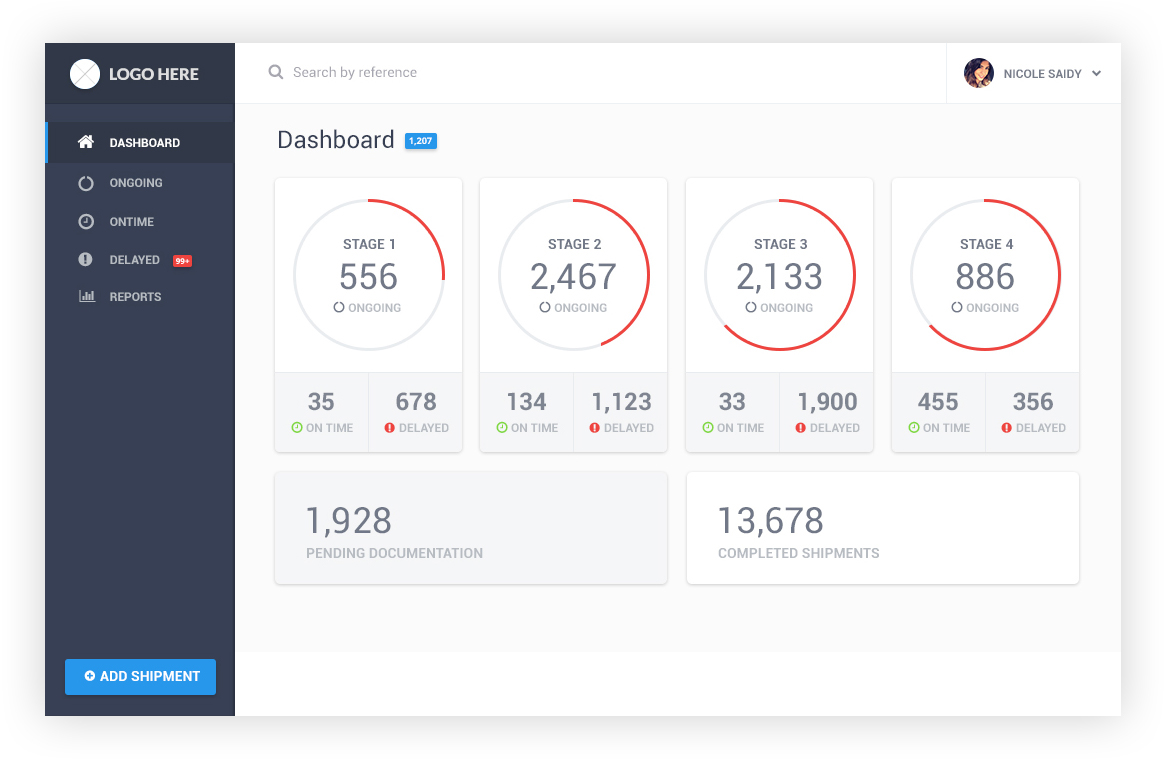 LOGO HERE
Search by reference
NICOLE SAIDY
DASHBOARD
ONGOING
ONTIME
DELAYED 99+
REPORTS
ADD SHIPMENT
Dashboard 1,207
STAGE 1
556
ONGOING
35
ON TIME
678
DELAYED
STAGE 2
2,467
ONGOING
134
ON TIME
1,123
DELAYED
STAGE 3
2,133
ONGOING
33
ON TIME
1,900
DELAYED
STAGE 4
886
ONGOING
455
ON TIME
356
DELAYED
1,928
PENDING DOCUMENTATION
13,678
COMPLETED SHIPMENTS